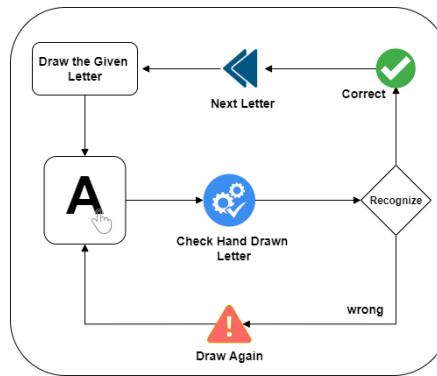 Draw the Given
Letter
Next Letter
Correct
A
Check Hand Drawn
Letter
Recognize
wrong
Draw Again